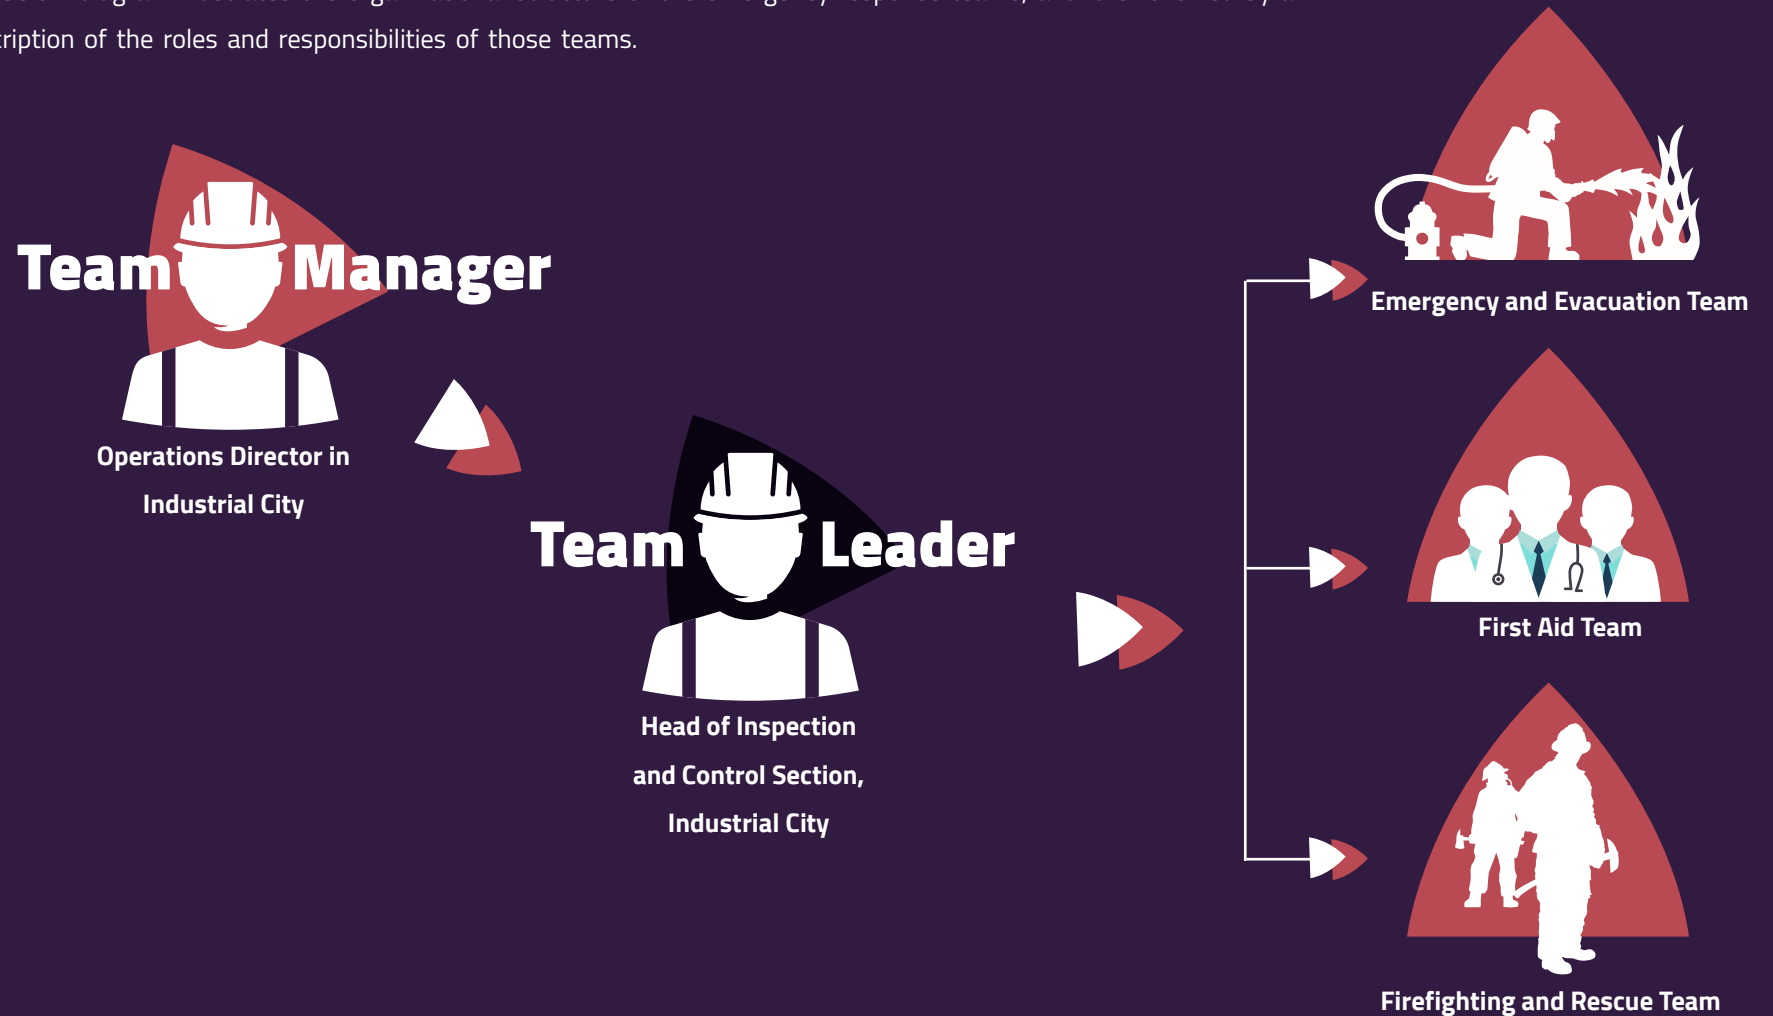 cription of the roles and responsibilities of those teams.
Team Manager
Operations Director in
Industrial City
Team Leader
Head of Inspection
and Control Section,
Industrial City
Emergency and Evacuation Team
First Aid Team
Firefighting and Rescue Team